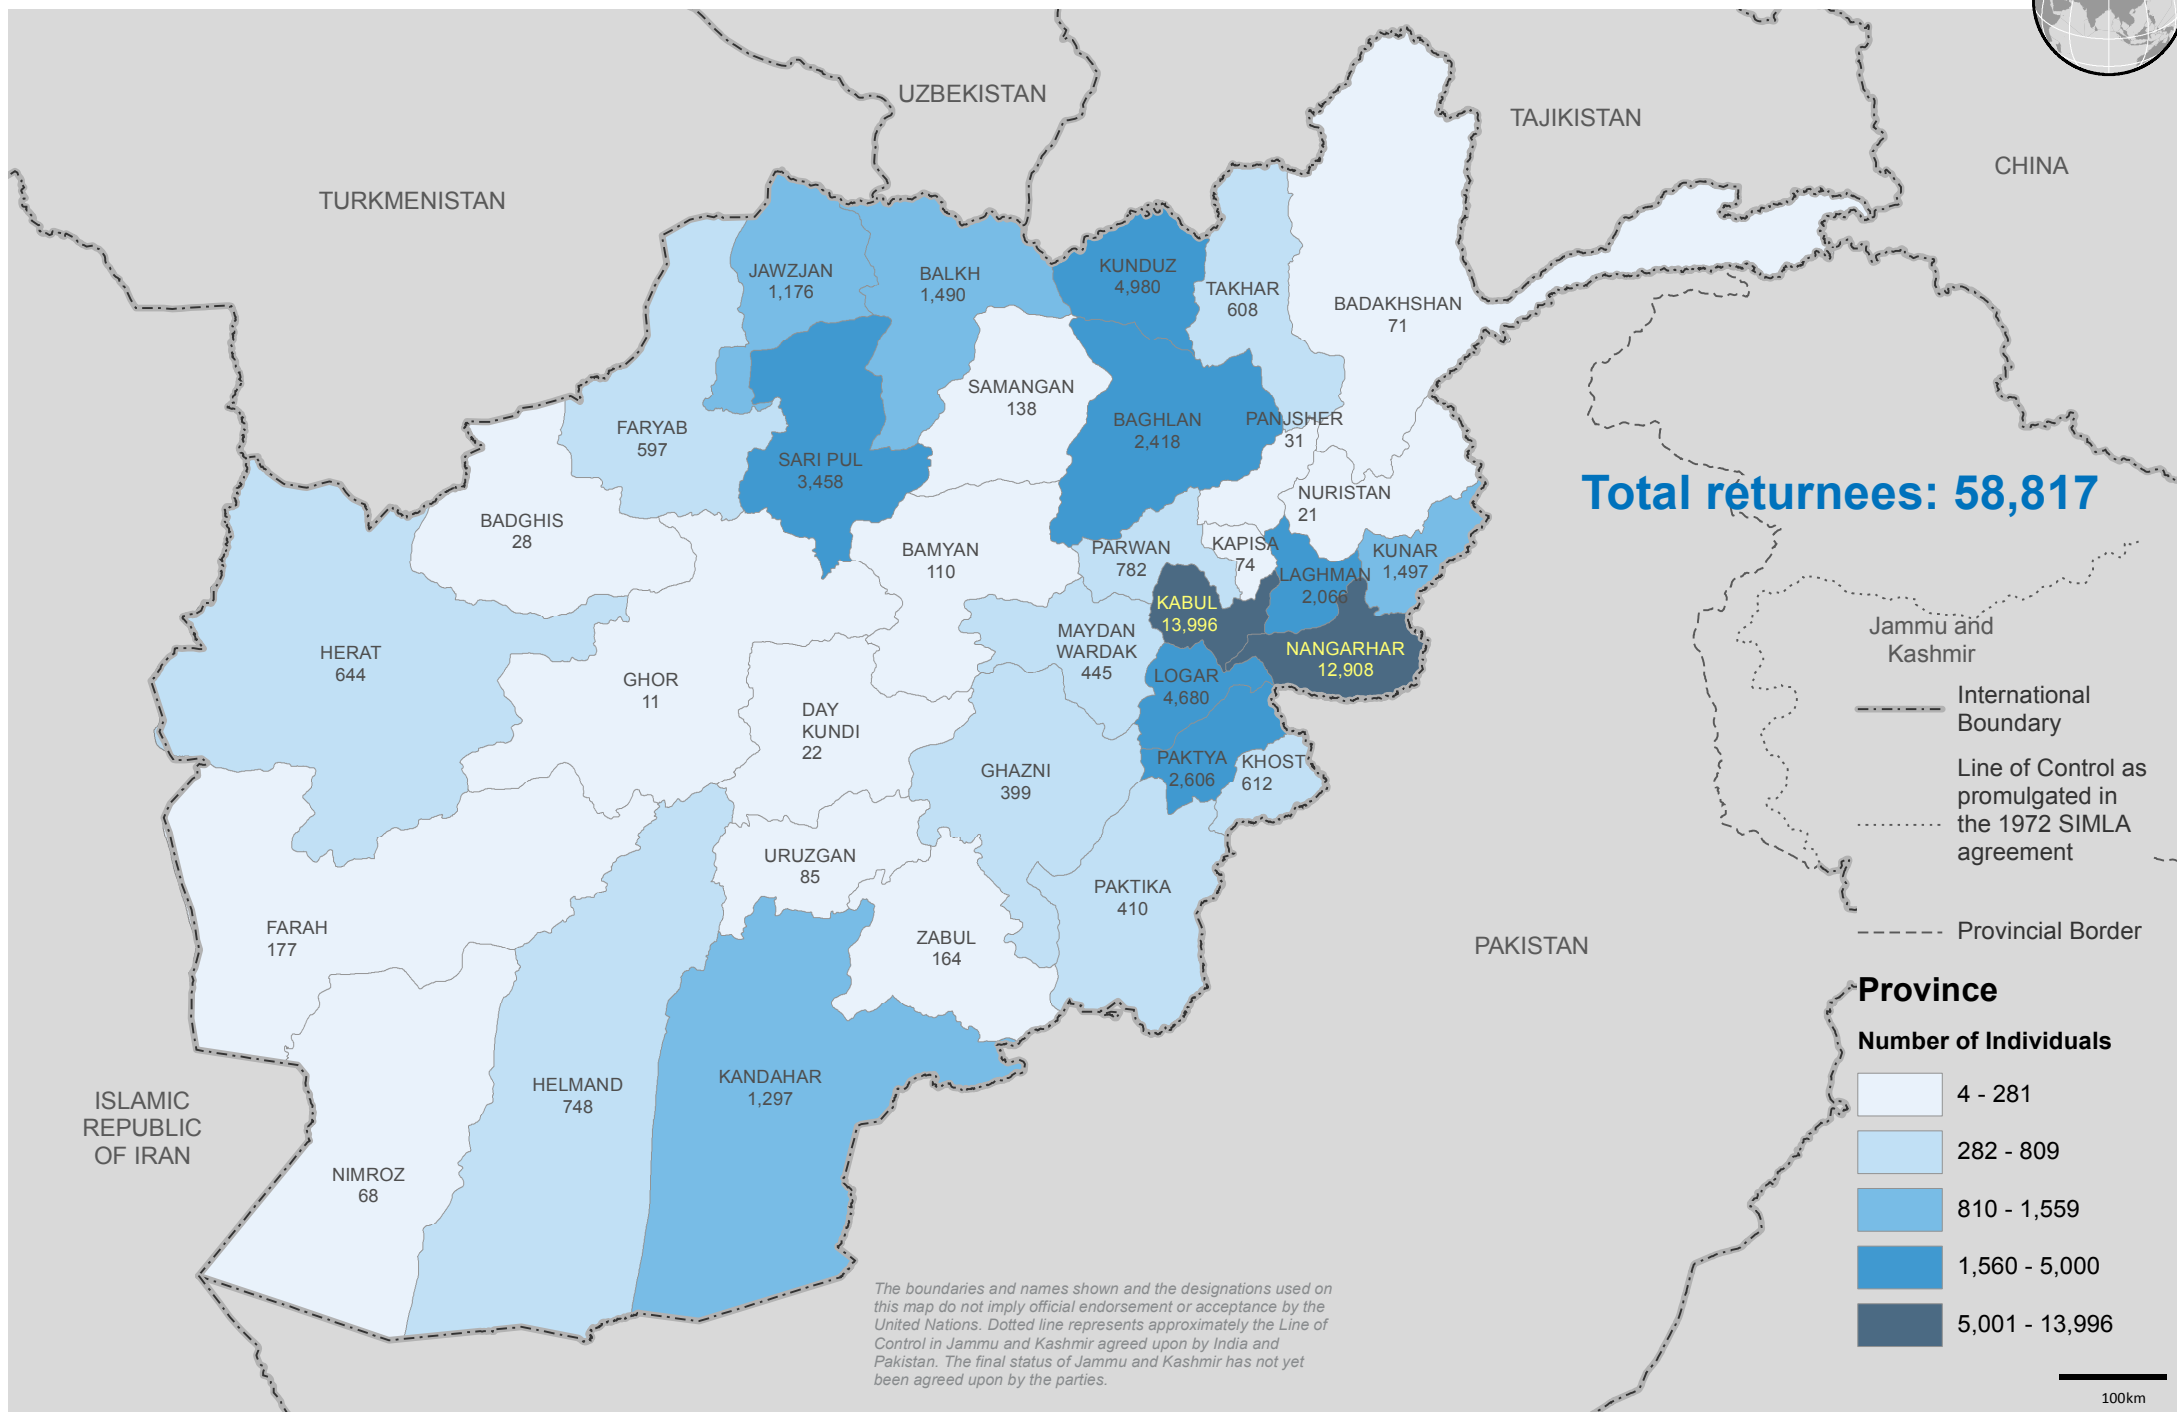 UZBEKISTAN
TAJIKISTAN
CHINA
TURKMENISTAN
JAWZJAN
1,176
BALKH
1,490
KUNDUZ
4,980
TAKHAR
608
BADAKHSHAN
71
SAMANGAN
138
FARYAB
597
BAGHLAN
2,418
PANJSHER
31
SARI PUL
3,458
NURISTAN
21
Total returnees: 58,817
BADGHIS
28
BAMYAN
110
PARWAN
782
KAPISA
74
KUNAR
1,497
LAGHMAN
2,066
KABUL
13,996
HERAT
644
MAYDAN
WARDAK
445
NANGARHAR
12,908
Jammu and
Kashmir
GHOR
11
LOGAR
4,680
DAY
KUNDI
22
PAKTYA
2,606
KHOST
612
GHAZNI
399
URUZGAN
85
PAKTIKA
410
FARAH
177
ZABUL
164
PAKISTAN
KANDAHAR
1,297
HELMAND
748
ISLAMIC
REPUBLIC
OF IRAN
NIMROZ
68
International
Boundary
Line of Control as
promulgated in
the 1972 SIMLA
agreement
Provincial Border
Province
Number of Individuals
4 - 281
282 - 809
810 - 1,559
1,560 - 5,000
5,001 - 13,996
The boundaries and names shown and the designations used on
this map do not imply official endorsement or acceptance by the
United Nations. Dotted line represents approximately the Line of
Control in Jammu and Kashmir agreed upon by India and
Pakistan. The final status of Jammu and Kashmir has not yet
been agreed upon by the parties.
100km